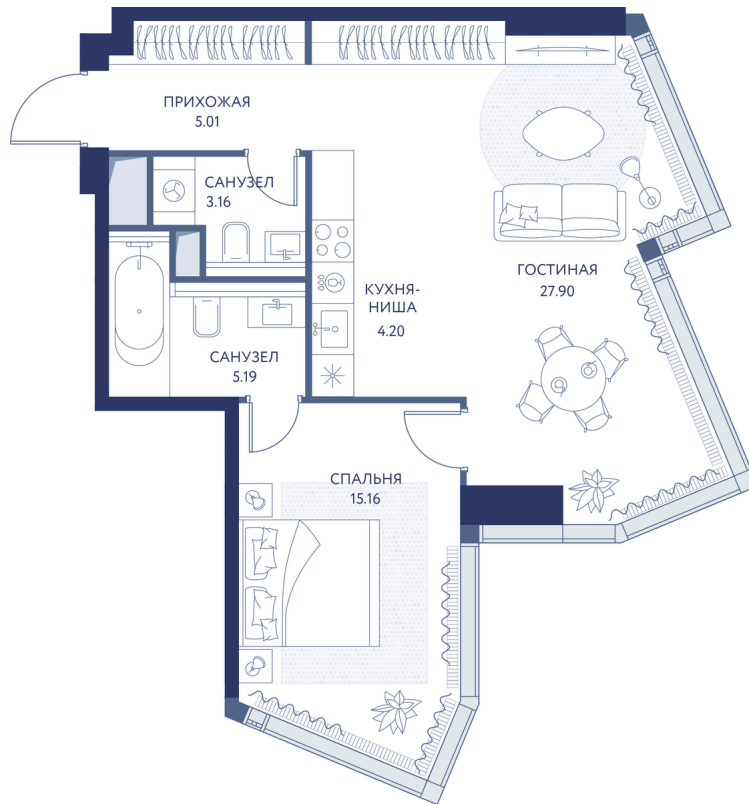 ПРИХОЖАЯ
5.01
САНУЗЕЛ
3.16
ГОСТИНАЯ
27.90
КУХНЯ-
НИША
4.20
САНУЗЕЛ
5.19
СПАЛЬНЯ
15.16